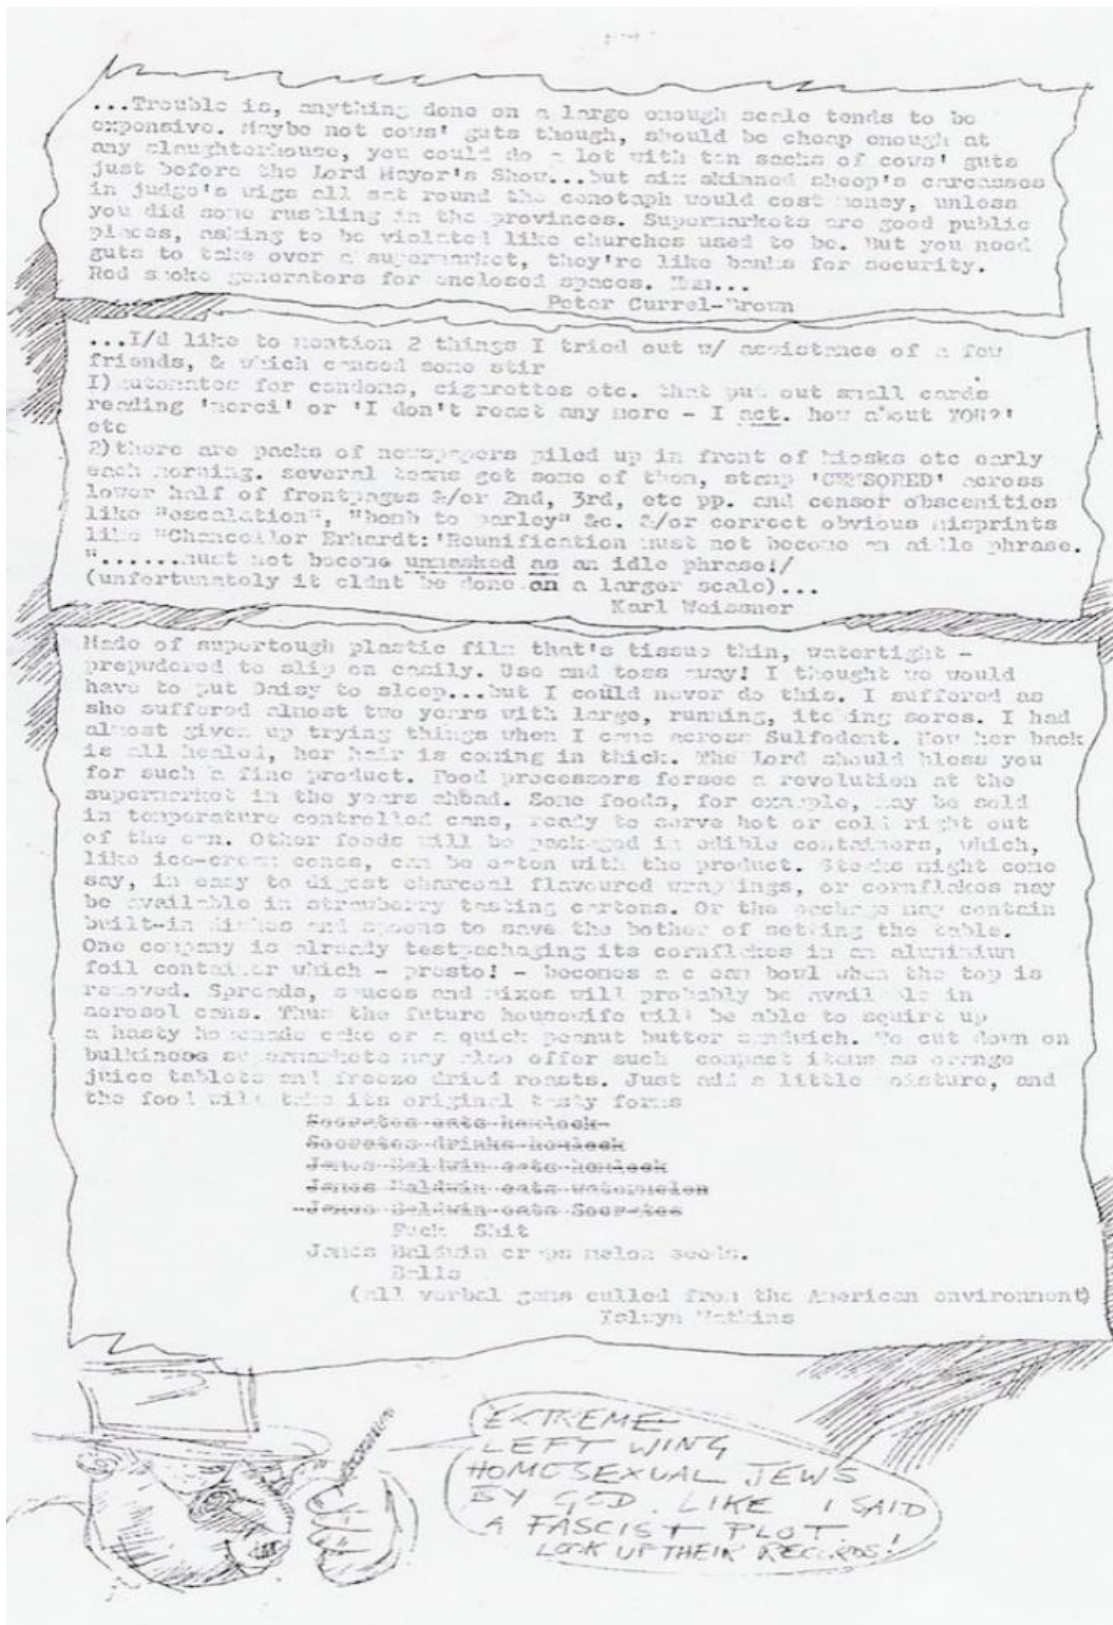 ...Trouble is, anything done on a large enough scale tends to be
expensive. Maybe not cows' guts though, should be cheap enough at
any slaughterhouse, you could do a lot with ten sacks of cows' guts
just before the Lord Mayor's Show...but six skinned sheep's carcasses
in judge's wigs all sat round the cenotaph would cost money, unless
you did some rustling in the provinces. Supermarkets are good public
places, asking to be violated like churches used to be. But you need
guts to take over a supermarket, they're like banks for security.
Red smoke generators for enclosed spaces. Hmm...
Peter Currel-Brown
...I/d like to mention 2 things I tried out w/ assistance of a few
friends, & which caused some stir
I) automates for condoms, cigarettes etc. that put out small cards
reading 'merci' or 'I don't react any more - I act. how about YOU?'
etc
2)there are packs of newspapers piled up in front of kiosks etc early
each morning. several teams get some of them, stamp 'CENSORED' across
lower half of frontpages &/or 2nd, 3rd, etc pp. and censor obscenities
like "escalation", "bomb to parley" &c. &/or correct obvious misprints
like "Chancellor Erhardt: 'Reunification must not become an aidle phrase.
"......must not become unmasked as an idle phrase!/
(unfortunately it cldnt be done on a larger scale)...
Karl Weissner
Made of supertough plastic film that's tissue thin, watertight -
prepwdered to slip on easily. Use and toss away! I thought we would
have to put Daisy to sleep...but I could never do this. I suffered as
she suffered almost two years with large, running, itching sores. I had
almost given up trying things when I came across Sulfodent. Now her back
is all healed, her hair is coming in thick. The Lord should bless you
for such a fine product. Food processors forsee a revolution at the
supermarket in the years ahead. Some foods, for example, may be sold
in temperature controlled cans, ready to serve hot or cold right out
of the can. Other foods will be packaged in edible containers, which,
like ice-cream cones, can be eaten with the product. Steaks might come
say, in easy to digest charcoal flavoured wrappings, or cornflakes may
be available in strawberry tasting cartons. Or the package may contain
built-in dishes and spoons to save the bother of setting the table.
One company is already testpackaging its cornflakes in an aluminium
foil container which - presto! - becomes a c ean bowl when the top is
removed. Spreads, sauces and mixes will probably be available in
aerosol cans. Thus the future housewife will be able to squirt up
a hasty homemade cake or a quick peanut butter sandwich. To cut down on
bulkiness supermarkets may also offer such compact items as orange
juice tablets and freeze dried roasts. Just add a little moisture, and
the food will take its original tasty forms
Socrates eats hemlock
Socrates drinks hemlock
James Baldwin eats hemlock
James Baldwin eats watermelon
James Baldwin eats Socrates
Fuck Shit
James Baldwin craps melon seeds.
Balls
(all verbal gems culled from the American environment)
Tolwyn Watkins
EXTREME
LEFT WING
HOMOSEXUAL JEWS
BY GOD. LIKE I SAID
A FASCIST PLOT.
LOOK UP THEIR RECORDS!